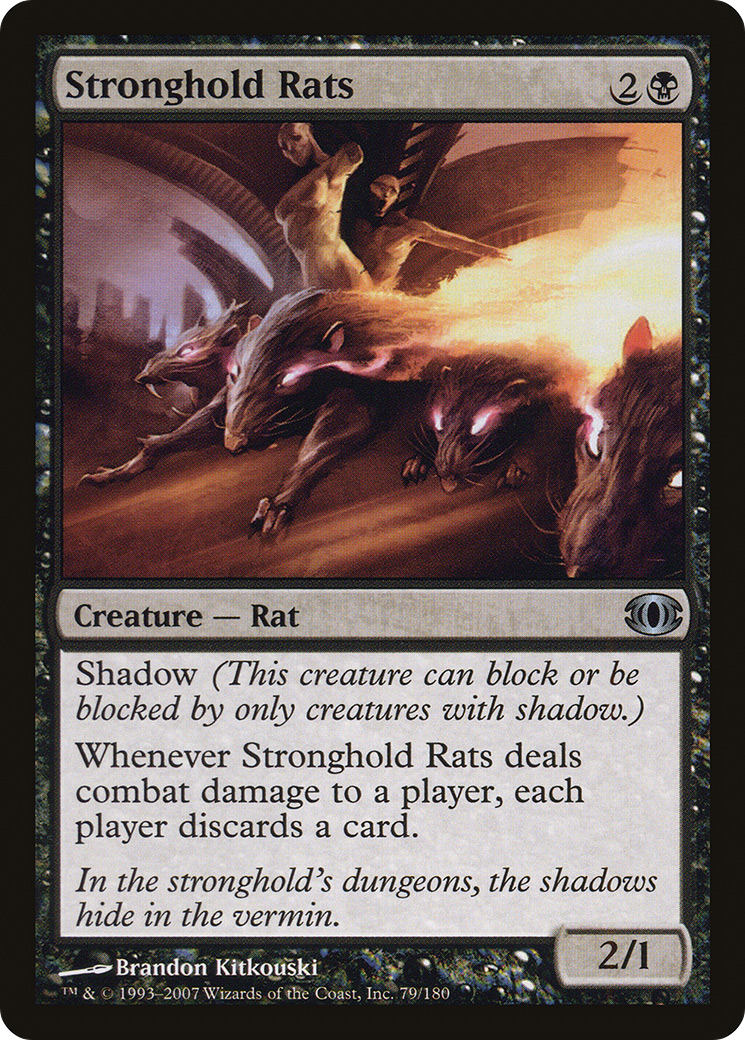 Stronghold Rats 2
Creature — Rat
Shadow (This creature can block or be
blocked by only creatures with shadow.)
Whenever Stronghold Rats deals
combat damage to a player, each
player discards a card.
In the stronghold's dungeons, the shadows
hide in the vermin.
2/1
Brandon Kitkouski
™ & © 1993–2007 Wizards of the Coast, Inc. 79/180